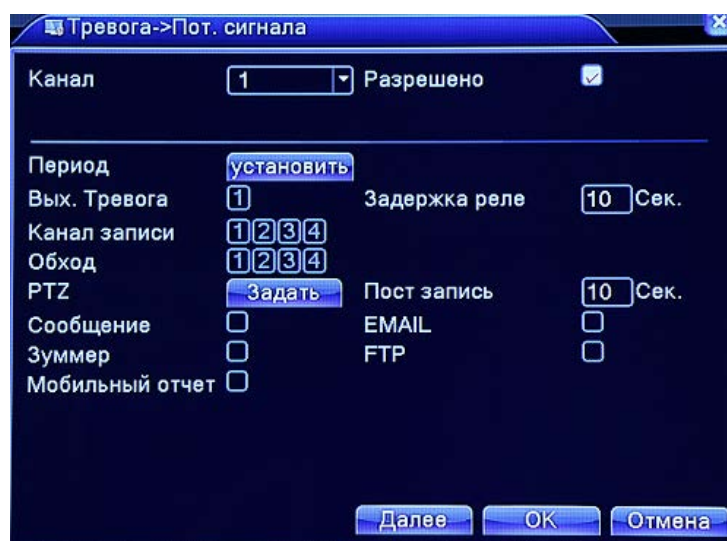 Тревога->Пот. сигнала
Канал 1 Разрешено
Период установить
Вых. Тревога 1 Задержка реле 10 Сек.
Канал записи 1 2 3 4
Обход 1 2 3 4
PTZ Задать Пост запись 10 Сек.
Сообщение EMAIL
Зуммер FTP
Мобильный отчет
Далее OK Отмена